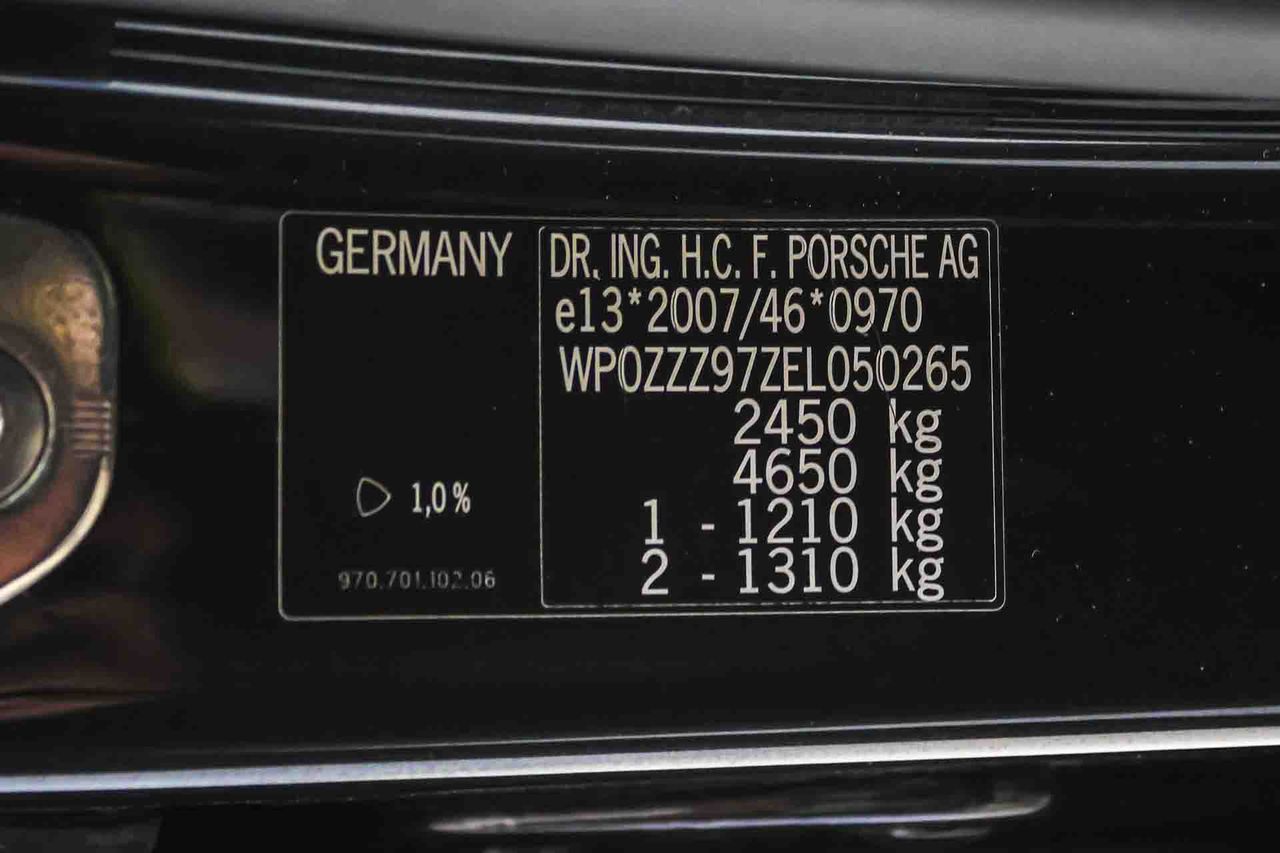 GERMANY
DR. ING. H.C. F. PORSCHE AG
e13*2007/46*0970
WP0ZZZ97ZEL050265
2450 kg
4650 kg
1 - 1210 kg
2 - 1310 kg
1,0%
970.701.102.06